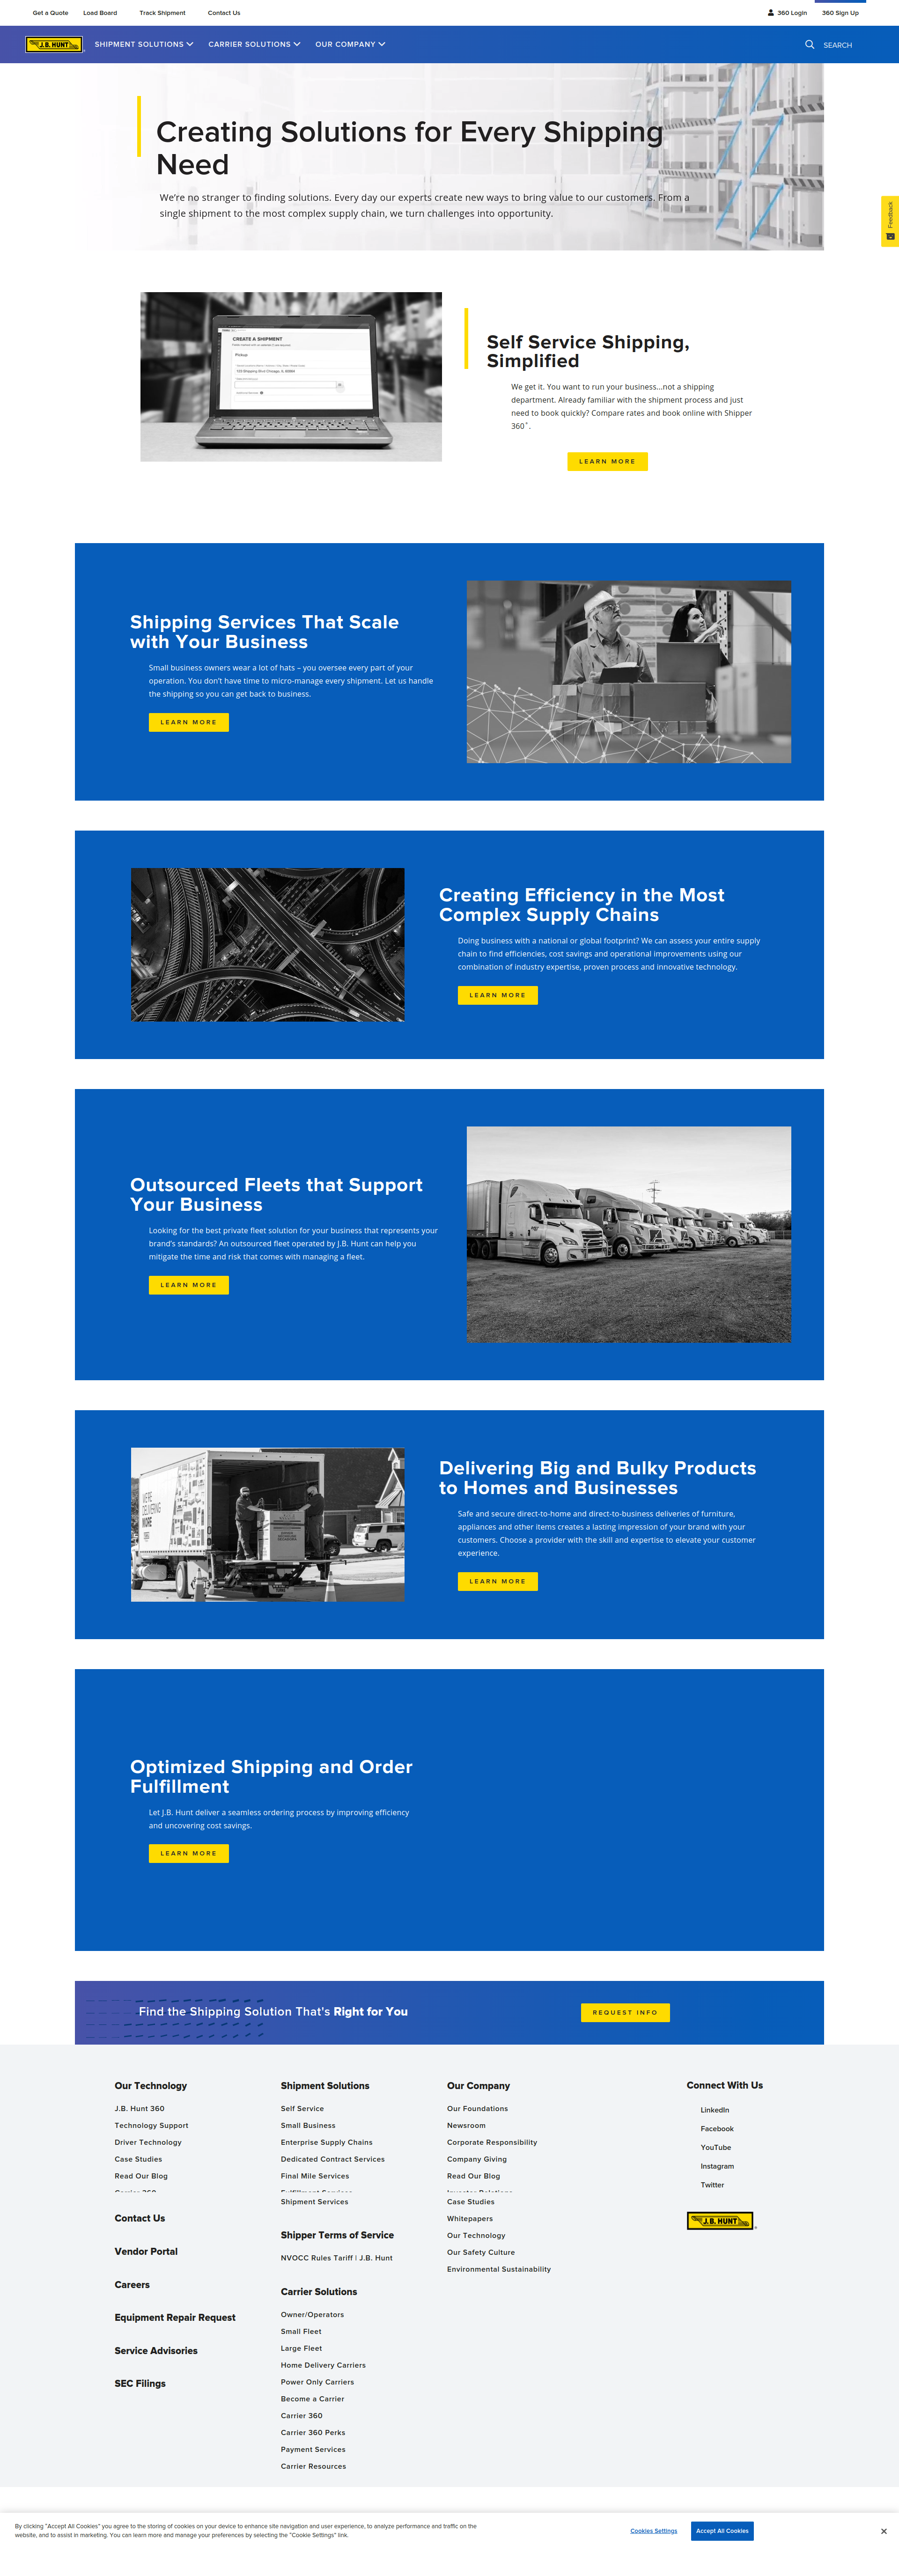 Get a Quote
Load Board
Track Shipment
Contact Us
360 Login
360 Sign Up
J.B. HUNT
SHIPMENT SOLUTIONS
CARRIER SOLUTIONS
OUR COMPANY
SEARCH
Creating Solutions for Every Shipping
Need
We're no stranger to finding solutions. Every day our experts create new ways to bring value to our customers. From a
single shipment to the most complex supply chain, we turn challenges into opportunity.
Feedback
CREATE A SHIPMENT
Pickup
Self Service Shipping,
Simplified
We get it. You want to run your business...not a shipping
department. Already familiar with the shipment process and just
need to book quickly? Compare rates and book online with Shipper
360°.
LEARN MORE
Shipping Services That Scale
with Your Business
Small business owners wear a lot of hats – you oversee every part of your
operation. You don't have time to micro-manage every shipment. Let us handle
the shipping so you can get back to business.
LEARN MORE
Creating Efficiency in the Most
Complex Supply Chains
Doing business with a national or global footprint? We can assess your entire supply
chain to find efficiencies, cost savings and operational improvements using our
combination of industry expertise, proven process and innovative technology.
LEARN MORE
Outsourced Fleets that Support
Your Business
Looking for the best private fleet solution for your business that represents your
brand's standards? An outsourced fleet operated by J.B. Hunt can help you
mitigate the time and risk that comes with managing a fleet.
LEARN MORE
WE'RE
DELIVERING
MORE
Delivering Big and Bulky Products
to Homes and Businesses
Safe and secure direct-to-home and direct-to-business deliveries of furniture,
appliances and other items creates a lasting impression of your brand with your
customers. Choose a provider with the skill and expertise to elevate your customer
experience.
LEARN MORE
Optimized Shipping and Order
Fulfillment
Let J.B. Hunt deliver a seamless ordering process by improving efficiency
and uncovering cost savings.
LEARN MORE
Find the Shipping Solution That's Right for You
REQUEST INFO
Our Technology
J.B. Hunt 360
Technology Support
Driver Technology
Case Studies
Read Our Blog
Carrier 360
Contact Us
Vendor Portal
Careers
Equipment Repair Request
Service Advisories
SEC Filings
Shipment Solutions
Self Service
Small Business
Enterprise Supply Chains
Dedicated Contract Services
Final Mile Services
Fulfillment Services
Shipment Services
Shipper Terms of Service
NVOCC Rules Tariff | J.B. Hunt
Carrier Solutions
Owner/Operators
Small Fleet
Large Fleet
Home Delivery Carriers
Power Only Carriers
Become a Carrier
Carrier 360
Carrier 360 Perks
Payment Services
Carrier Resources
Our Company
Our Foundations
Newsroom
Corporate Responsibility
Company Giving
Read Our Blog
Investor Relations
Case Studies
Whitepapers
Our Technology
Our Safety Culture
Environmental Sustainability
Connect With Us
LinkedIn
Facebook
YouTube
Instagram
Twitter
J.B. HUNT
By clicking "Accept All Cookies" you agree to the storing of cookies on your device to enhance site navigation and user experience, to analyze performance and traffic on the
website, and to assist in marketing. You can learn more and manage your preferences by selecting the "Cookie Settings" link.
Cookies Settings
Accept All Cookies